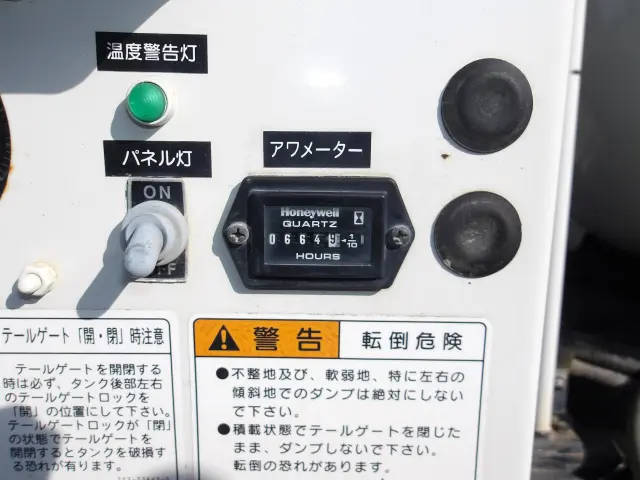 温度警告灯
パネル灯
アワメーター
ON
Honeywell
QUARTZ
0664
1/10
HOURS
テールゲート「開・閉」時注意
テールゲートを開閉する
時は必ず、タンク後部左右
のテールゲートロックを
「開」の位置にして下さい。
テールゲートロックが「閉」
の状態でテールゲートを
開閉するとタンクを破損す
る恐れが有ります。
警告 転倒危険
●不整地及び、軟弱地、特に左右の
傾斜地でのダンプは絶対にしない
で下さい。
●積載状態でテールゲートを閉じた
まま、ダンプしないで下さい。
転倒の恐れがあります。